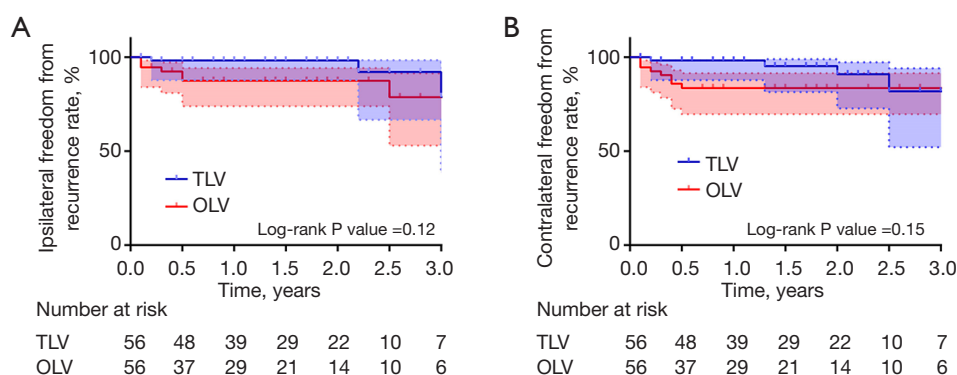 A
Ipsilateral freedom from
recurrence rate, %
100
50
0
TLV
OLV
Log-rank P value =0.12
0.0 0.5 1.0 1.5 2.0 2.5 3.0
Time, years
Number at risk
TLV 56 48 39 29 22 10 7
OLV 56 37 29 21 14 10 6
B
Contralateral freedom from
recurrence rate, %
100
50
0
TLV
OLV
Log-rank P value =0.15
0.0 0.5 1.0 1.5 2.0 2.5 3.0
Time, years
Number at risk
TLV 56 48 39 29 22 10 7
OLV 56 37 29 21 14 10 6